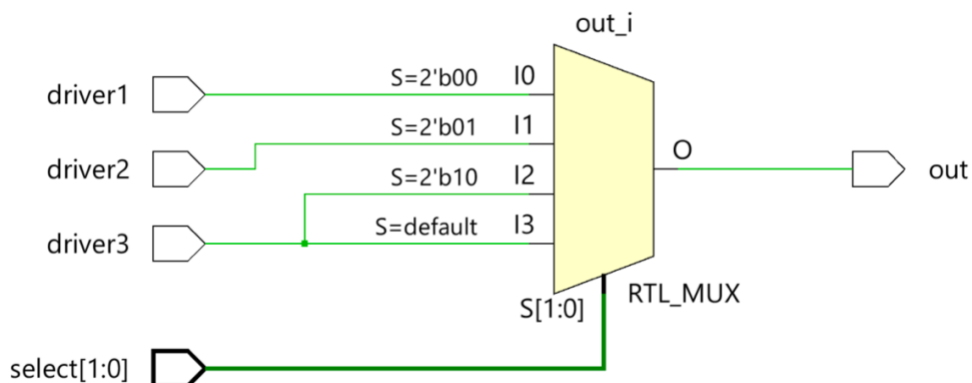 out_i
driver1
S=2'b00
I0
driver2
S=2'b01
I1
S=2'b10
I2
driver3
S=default
I3
O
out
S[1:0]
RTL_MUX
select[1:0]